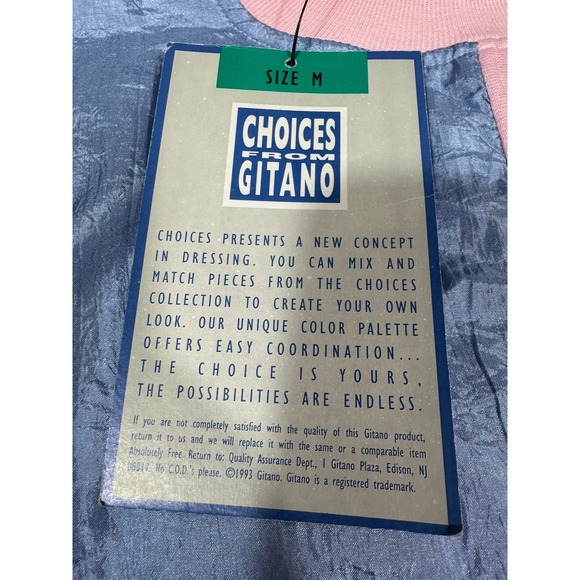 SIZE M
CHOICES
FROM
GITANO
CHOICES PRESENTS A NEW CONCEPT
IN DRESSING. YOU CAN MIX AND
MATCH PIECES FROM THE CHOICES
COLLECTION TO CREATE YOUR OWN
LOOK. OUR UNIQUE COLOR PALETTE
OFFERS EASY COORDINATION...
THE CHOICE IS YOURS,
THE POSSIBILITIES ARE ENDLESS.
If you are not completely satisfied with the quality of this Gitano product,
return it to us and we will replace it with the same or a comparable item
Absolutely Free. Return to: Quality Assurance Dept., 1 Gitano Plaza, Edison, NJ
No C.O.D.'s please. ©1993 Gitano. Gitano is a registered trademark.